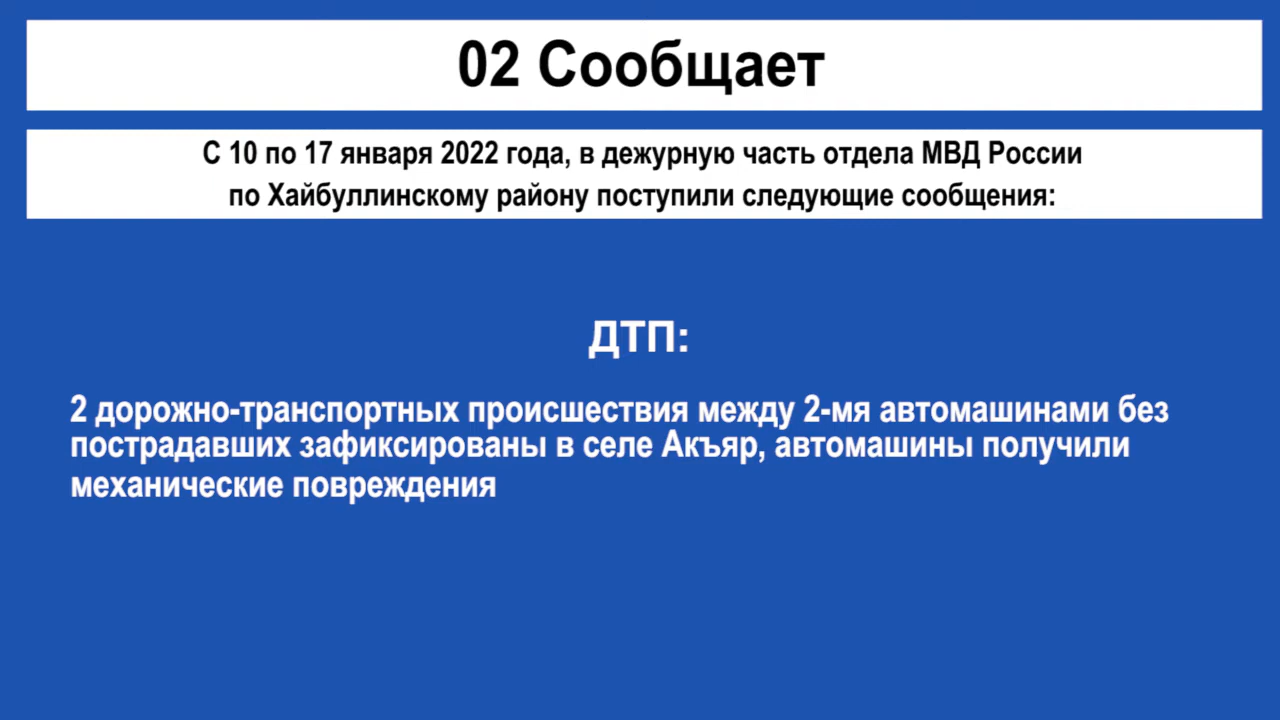 02 Сообщает
С 10 по 17 января 2022 года, в дежурную часть отдела МВД России
по Хайбуллинскому району поступили следующие сообщения:
ДТП:
2 дорожно-транспортных происшествия между 2-мя автомашинами без
пострадавших зафиксированы в селе Акъяр, автомашины получили
механические повреждения